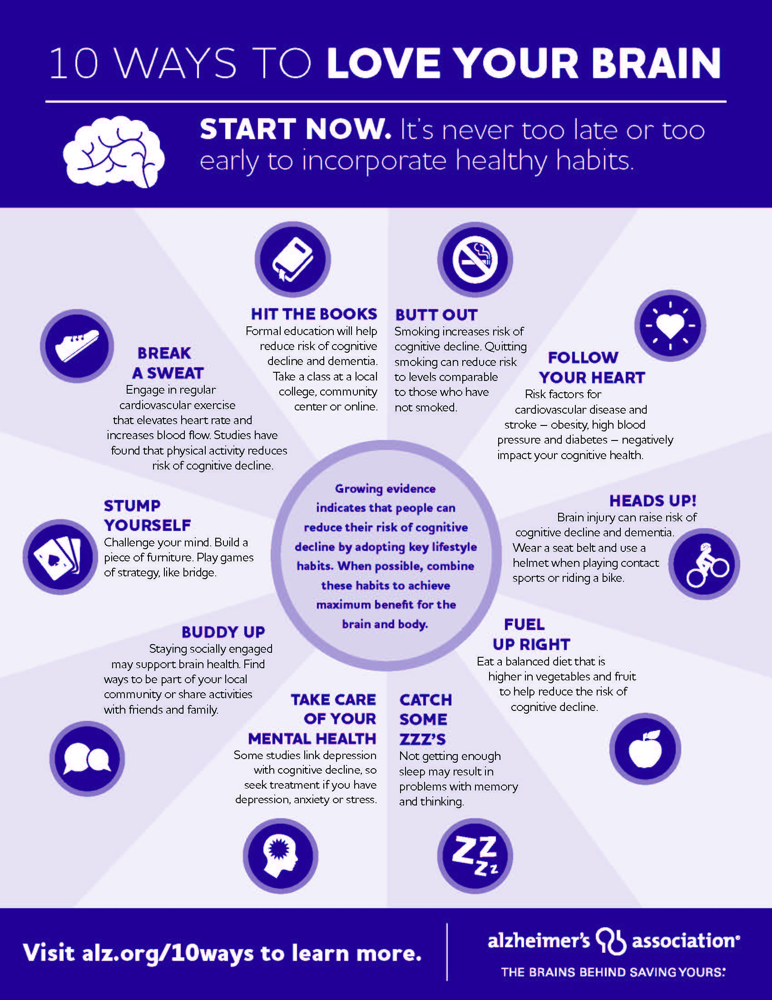 10 WAYS TO LOVE YOUR BRAIN
START NOW. It's never too late or too
early to incorporate healthy habits.
HIT THE BOOKS
Formal education will help
reduce risk of cognitive
decline and dementia.
Take a class at a local
college, community
center or online.
BUTT OUT
Smoking increases risk of
cognitive decline. Quitting
smoking can reduce risk
to levels comparable
to those who have
not smoked.
FOLLOW
YOUR HEART
Risk factors for
cardiovascular disease and
stroke – obesity, high blood
pressure and diabetes – negatively
impact your cognitive health.
HEADS UP!
Brain injury can raise risk of
cognitive decline and dementia.
Wear a seat belt and use a
helmet when playing contact
sports or riding a bike.
FUEL
UP RIGHT
Eat a balanced diet that is
higher in vegetables and fruit
to help reduce the risk of
cognitive decline.
CATCH
SOME
ZZZ'S
Not getting enough
sleep may result in
problems with memory
and thinking.
ZZ
Zz
TAKE CARE
OF YOUR
MENTAL HEALTH
Some studies link depression
with cognitive decline, so
seek treatment if you have
depression, anxiety or stress.
BUDDY UP
Staying socially engaged
may support brain health. Find
ways to be part of your local
community or share activities
with friends and family.
STUMP
YOURSELF
Challenge your mind. Build a
piece of furniture. Play games
of strategy, like bridge.
BREAK
A SWEAT
Engage in regular
cardiovascular exercise
that elevates heart rate and
increases blood flow. Studies have
found that physical activity reduces
risk of cognitive decline.
Growing evidence
indicates that people can
reduce their risk of cognitive
decline by adopting key lifestyle
habits. When possible, combine
these habits to achieve
maximum benefit for the
brain and body.
Visit alz.org/10ways to learn more.
alzheimer's association®
THE BRAINS BEHIND SAVING YOURS.